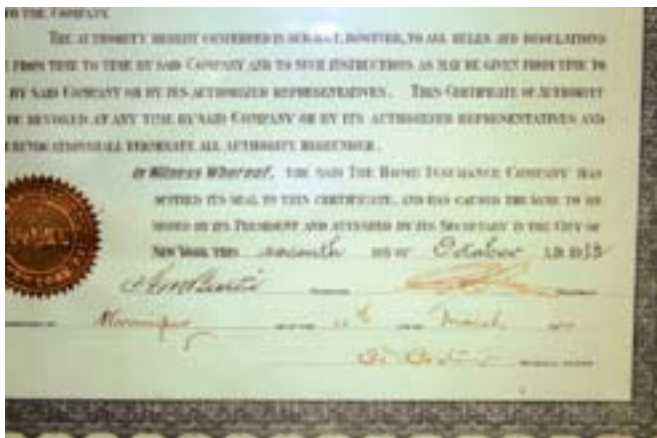 TO THE COMPANY.
THE AUTHORITY HEREBY CONFERRED IS SUBJECT, HOWEVER, TO ALL RULES AND REGULATIONS
FROM TIME TO TIME BY SAID COMPANY AND TO SUCH INSTRUCTIONS AS MAY BE GIVEN FROM TIME TO
BY SAID COMPANY OR BY ITS AUTHORIZED REPRESENTATIVES. THIS CERTIFICATE OF AUTHORITY
BE REVOKED AT ANY TIME BY SAID COMPANY OR BY ITS AUTHORIZED REPRESENTATIVES AND
REVOCATION SHALL TERMINATE ALL AUTHORITY HEREUNDER.
In Witness Whereof, THE SAID THE HOME INSURANCE COMPANY HAS
AFFIXED ITS SEAL TO THIS CERTIFICATE, AND HAS CAUSED THE SAME TO BE
SIGNED BY ITS PRESIDENT AND ATTESTED BY ITS SECRETARY IN THE CITY OF
NEW YORK THIS seventh DAY OF October A.D. 19
March